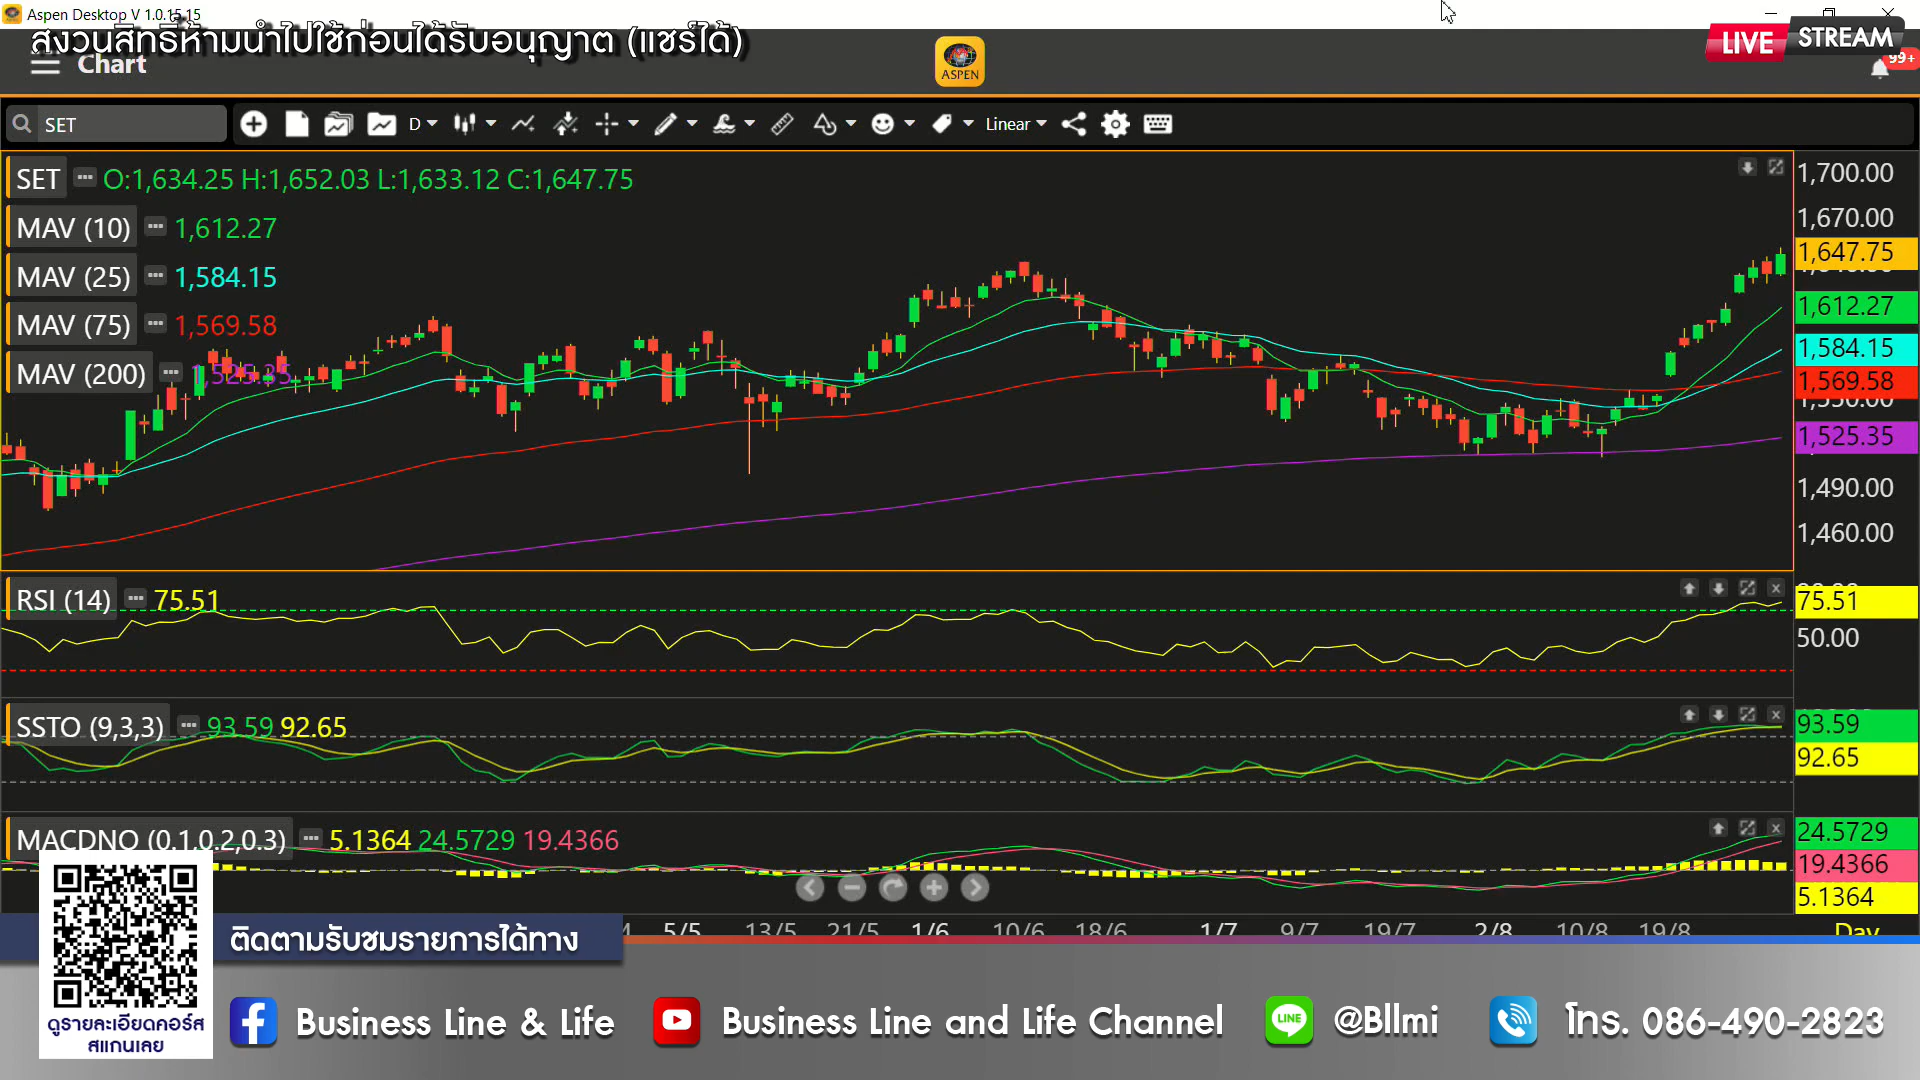 Aspen Desktop V 1.0.15.15
สงวนสิทธิ์ห้ามนำไปใช้ก่อนได้รับอนุญาต (แชร์ได้)
LIVE STREAM
Chart
ASPEN
99+
SET
D
Linear
SET O:1,634.25 H:1,652.03 L:1,633.12 C:1,647.75
MAV (10) 1,612.27
MAV (25) 1,584.15
MAV (75) 1,569.58
MAV (200) 1,525.35
1,700.00
1,670.00
1,647.75
1,612.27
1,584.15
1,569.58
1,525.35
1,490.00
1,460.00
RSI (14) 75.51
75.51
50.00
SSTO (9,3,3) 93.59 92.65
93.59
92.65
MACDNO (0.1,0.2,0.3) 5.1364 24.5729 19.4366
24.5729
19.4366
5.1364
5/5 13/5 21/5 1/6 10/6 18/6 1/7 9/7 19/7 2/8 10/8 19/8 Day
ติดตามรับชมรายการได้ทาง
ดูรายละเอียดคอร์ส
สแกนเลย
Business Line & Life
Business Line and Life Channel
LINE
@Bllmi
โทร. 086-490-2823